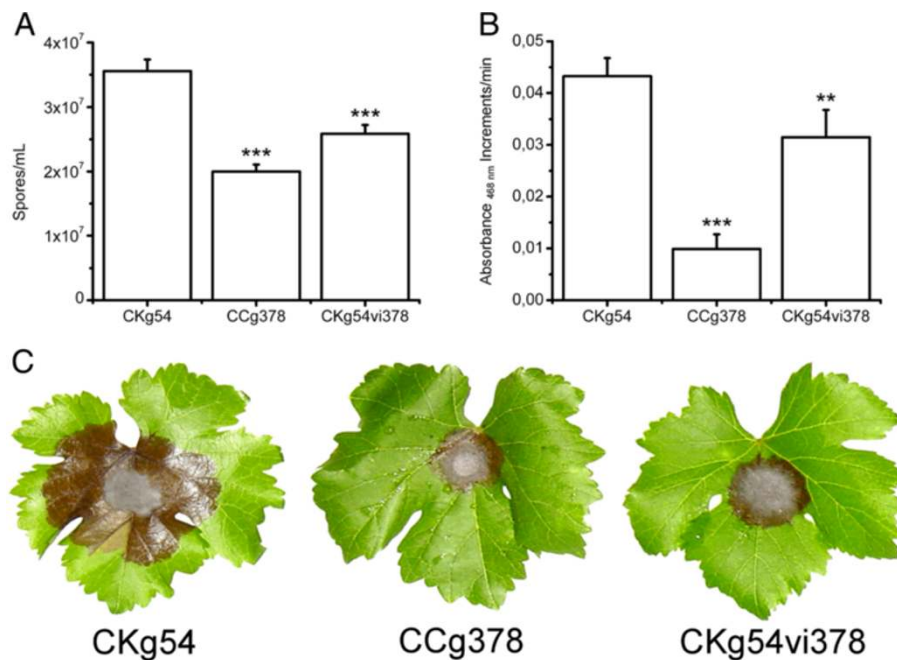 A
4x10⁷
3x10⁷
2x10⁷
1x10⁷
0
Spores/mL
***
***
CKg54
CCg378
CKg54vi378
B
0,05
0,04
0,03
0,02
0,01
0,00
Absorbance 468 nm Increments/min
***
**
CKg54
CCg378
CKg54vi378
C
CKg54
CCg378
CKg54vi378